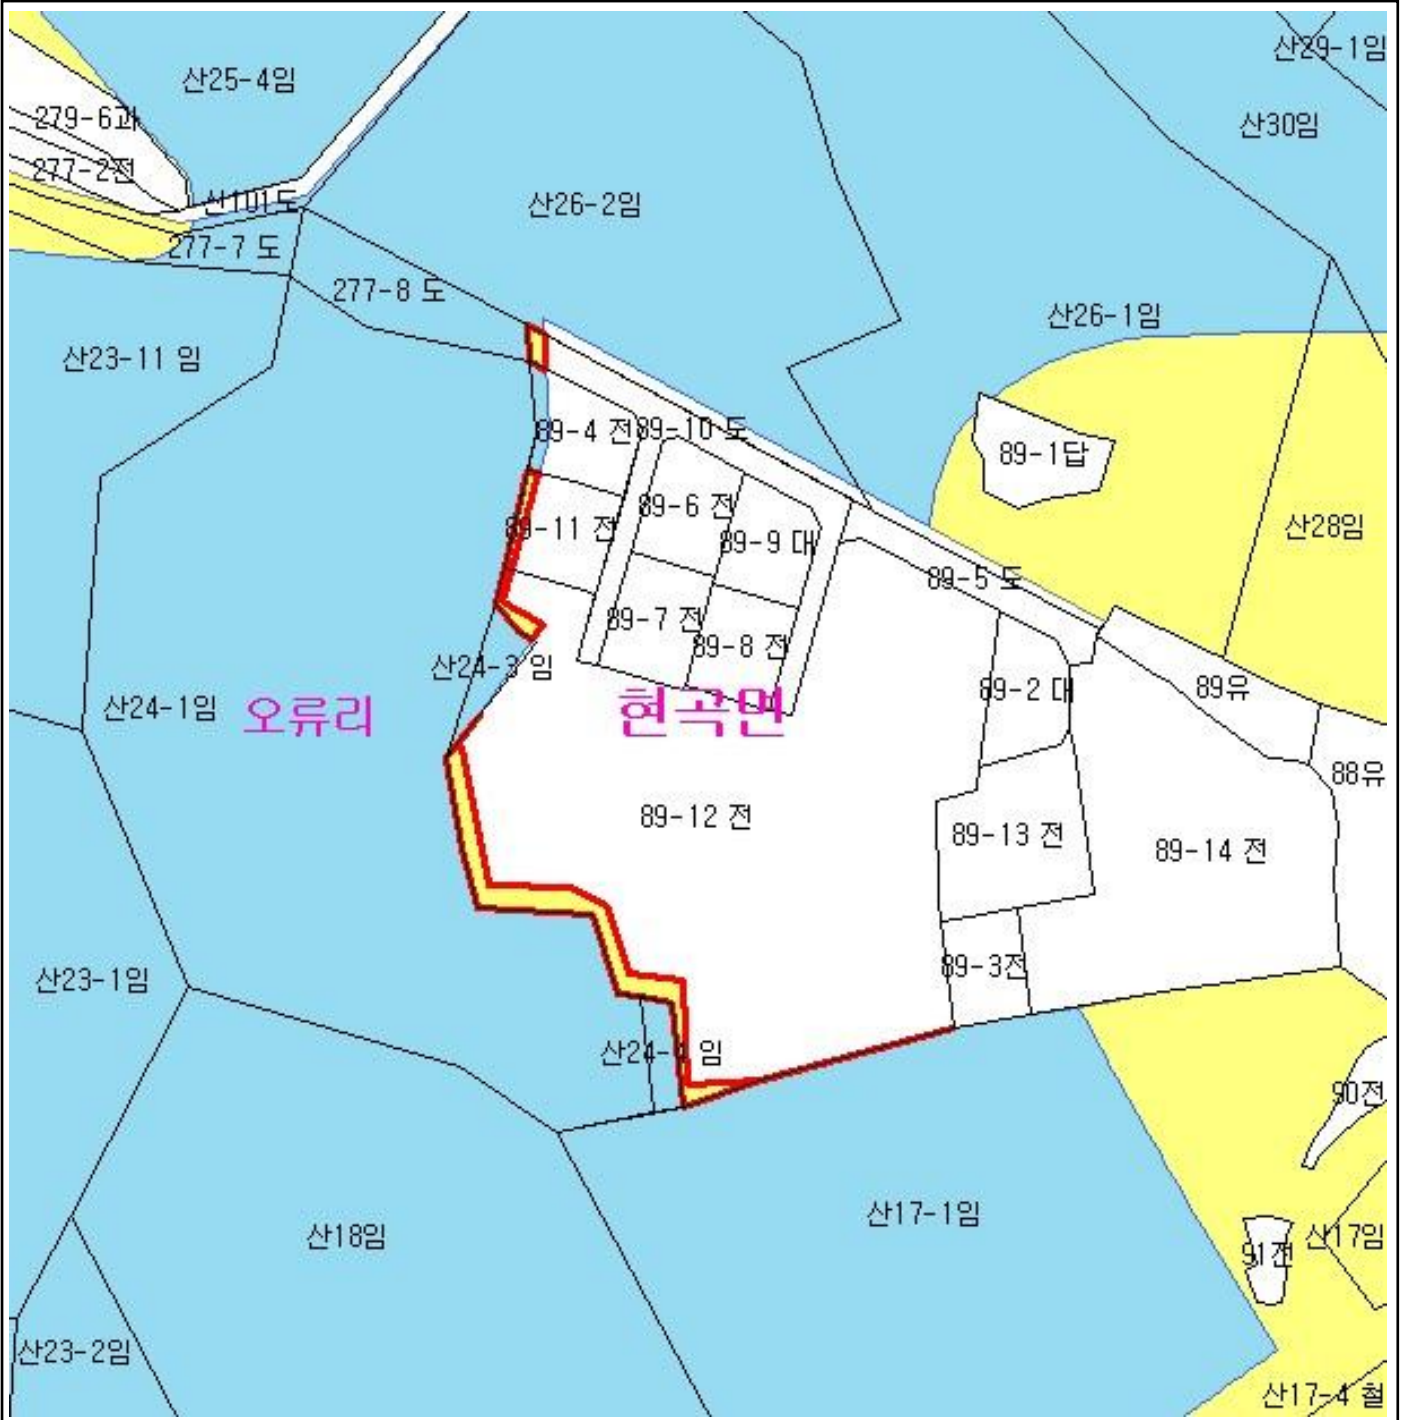 산25-4임
산29-1임
279-6과
산30임
277-2전
산101도
산26-2임
277-7 도
277-8 도
산26-1임
산23-11 임
89-4 전
89-10 도
89-1답
89-6 전
89-11 전
89-9 대
산28임
89-5 도
89-7 전
89-8 전
산24-3 임
89-2 대
89유
산24-1임
오류리
현곡면
88유
89-12 전
89-13 전
89-14 전
산23-1임
89-3전
산24-4 임
90전
산17-1임
산18임
산17임
91전
산23-2임
산17-4 철